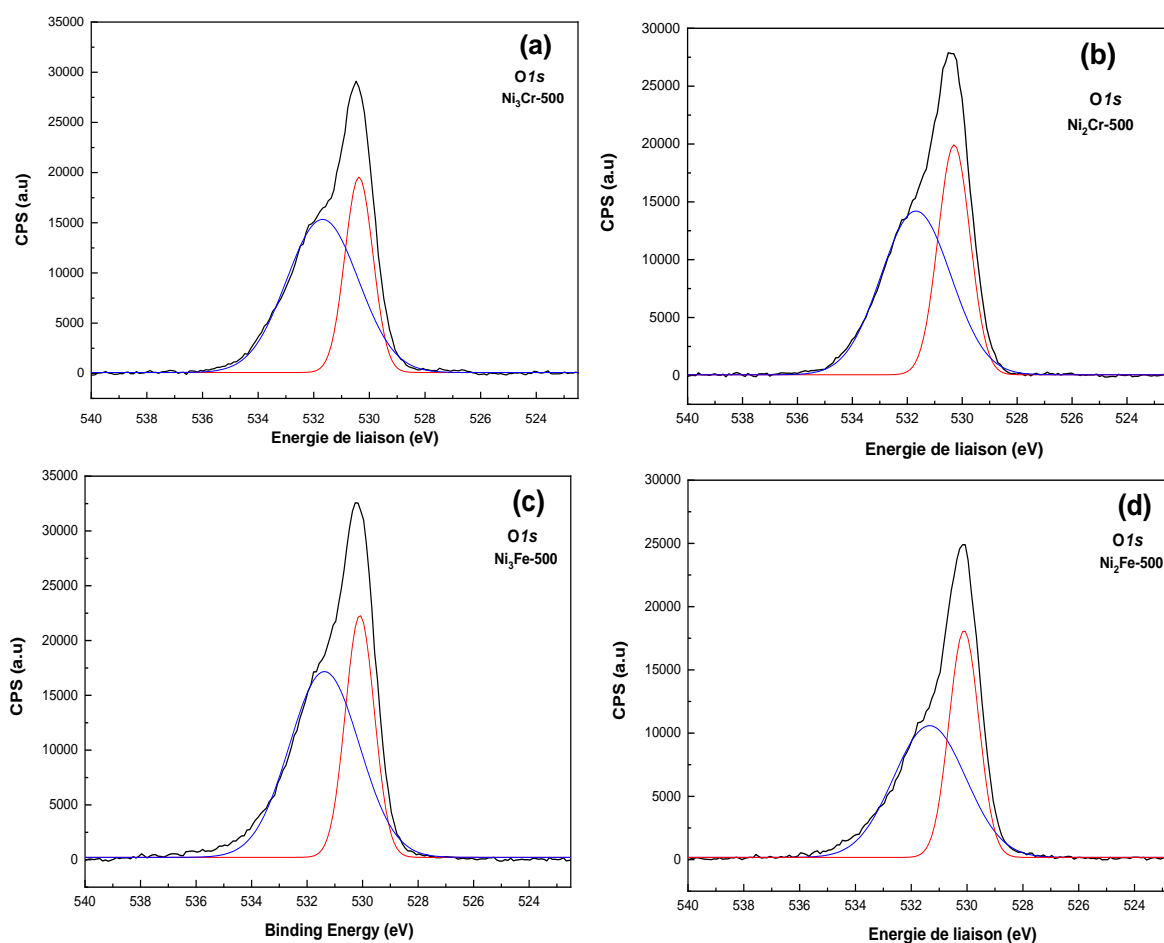 35000
30000
25000
20000
15000
10000
5000
0
CPS (a.u)
(a)
O1s
Ni₃Cr-500
540 538 536 534 532 530 528 526 524
Energie de liaison (eV)
30000
25000
20000
15000
10000
5000
0
CPS (a.u)
(b)
O1s
Ni₂Cr-500
540 538 536 534 532 530 528 526 524
Energie de liaison (eV)
35000
30000
25000
20000
15000
10000
5000
0
CPS (a.u)
(c)
O1s
Ni₃Fe-500
540 538 536 534 532 530 528 526 524
Binding Energy (eV)
30000
25000
20000
15000
10000
5000
0
CPS (a.u)
(d)
O1s
Ni₂Fe-500
540 538 536 534 532 530 528 526 524
Energie de liaison (eV)